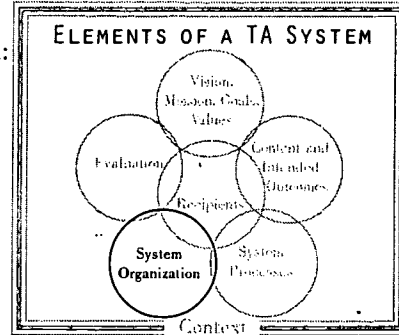 ELEMENTS OF A TA SYSTEM
Vision,
Mission, Goals,
Values
Evaluation
Content and
Intended
Outcomes
Recipients
System
Organization
System
Processes
Context